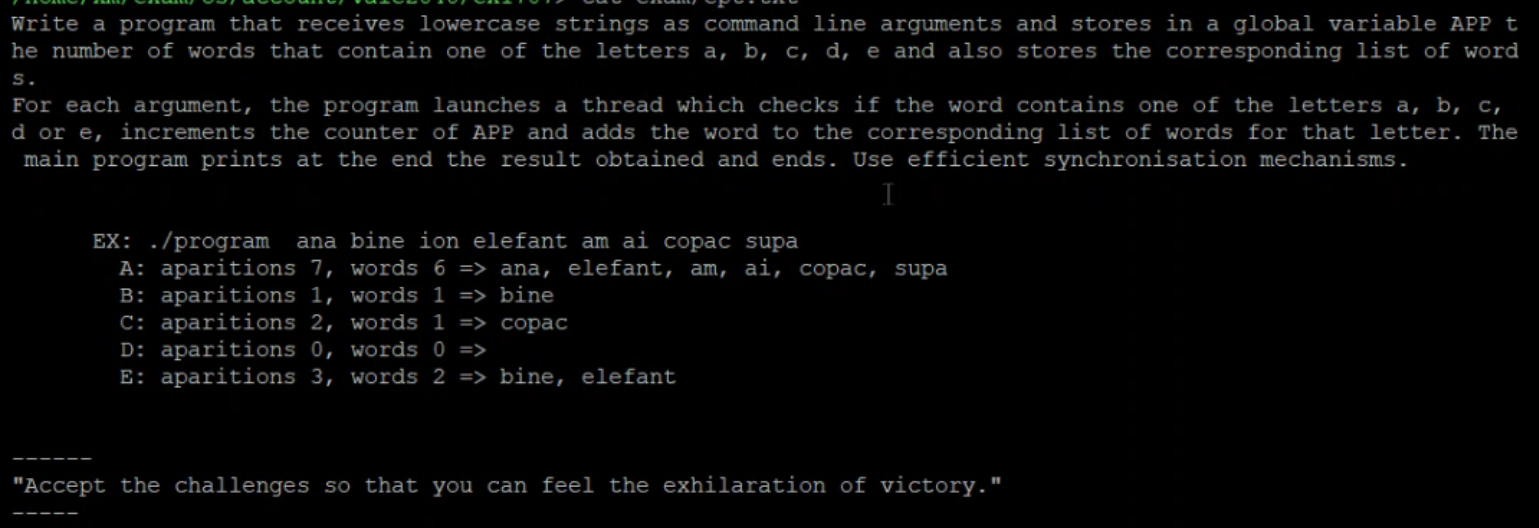 Write a program that receives lowercase strings as command line arguments and stores in a global variable APP t
he number of words that contain one of the letters a, b, c, d, e and also stores the corresponding list of word
s.
For each argument, the program launches a thread which checks if the word contains one of the letters a, b, c,
d or e, increments the counter of APP and adds the word to the corresponding list of words for that letter. The
main program prints at the end the result obtained and ends. Use efficient synchronisation mechanisms.
EX: ./program  ana bine ion elefant am ai copac supa
A: aparitions 7, words 6 => ana, elefant, am, ai, copac, supa
B: aparitions 1, words 1 => bine
C: aparitions 2, words 1 => copac
D: aparitions 0, words 0 =>
E: aparitions 3, words 2 => bine, elefant
------
"Accept the challenges so that you can feel the exhilaration of victory."
-----